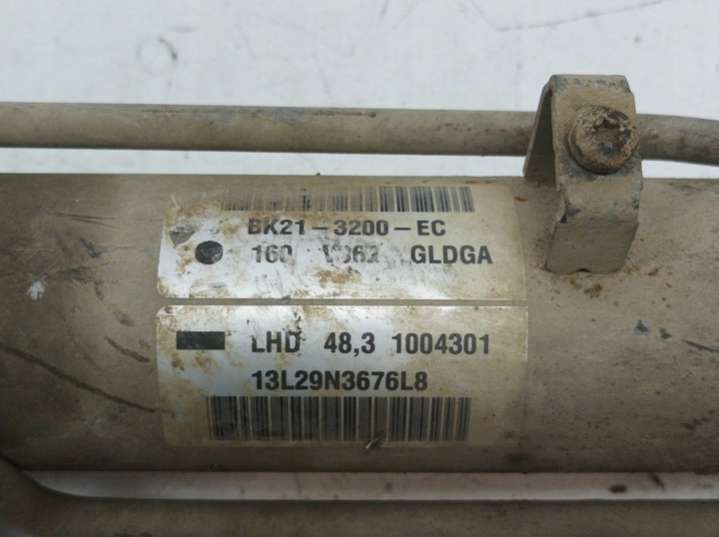 BK21-3200-EC
GLDGA
LHD 48,3 1004301
13L29N3676L8